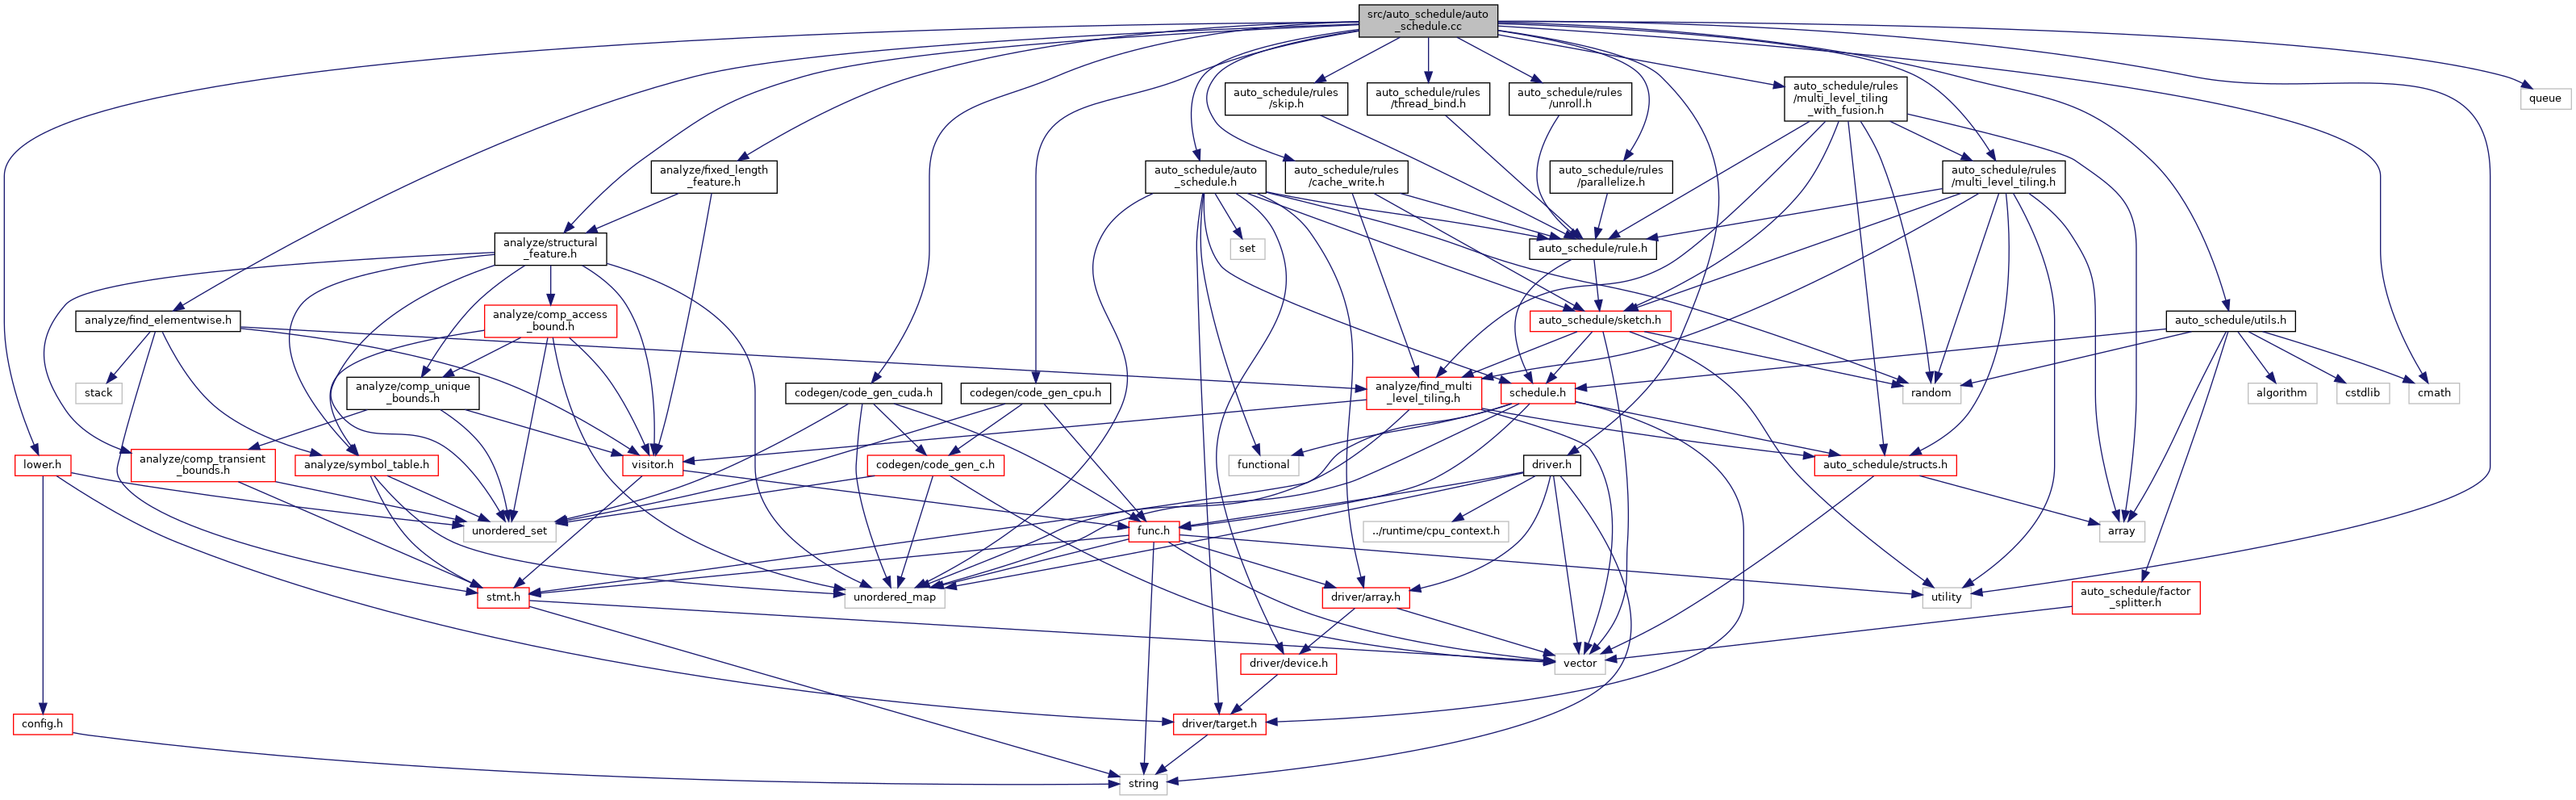 src/auto_schedule/auto
_schedule.cc
auto_schedule/rules
/skip.h
auto_schedule/rules
/thread_bind.h
auto_schedule/rules
/unroll.h
auto_schedule/rules
/multi_level_tiling
_with_fusion.h
queue
analyze/fixed_length
_feature.h
auto_schedule/auto
_schedule.h
auto_schedule/rules
/cache_write.h
auto_schedule/rules
/parallelize.h
auto_schedule/rules
/multi_level_tiling.h
analyze/structural
_feature.h
set
auto_schedule/rule.h
analyze/find_elementwise.h
analyze/comp_access
_bound.h
auto_schedule/sketch.h
auto_schedule/utils.h
stack
analyze/comp_unique
_bounds.h
codegen/code_gen_cuda.h
codegen/code_gen_cpu.h
analyze/find_multi
_level_tiling.h
schedule.h
random
algorithm
cstdlib
cmath
lower.h
analyze/comp_transient
_bounds.h
analyze/symbol_table.h
visitor.h
codegen/code_gen_c.h
functional
driver.h
auto_schedule/structs.h
unordered_set
func.h
../runtime/cpu_context.h
array
stmt.h
unordered_map
driver/array.h
utility
auto_schedule/factor
_splitter.h
driver/device.h
vector
config.h
driver/target.h
string